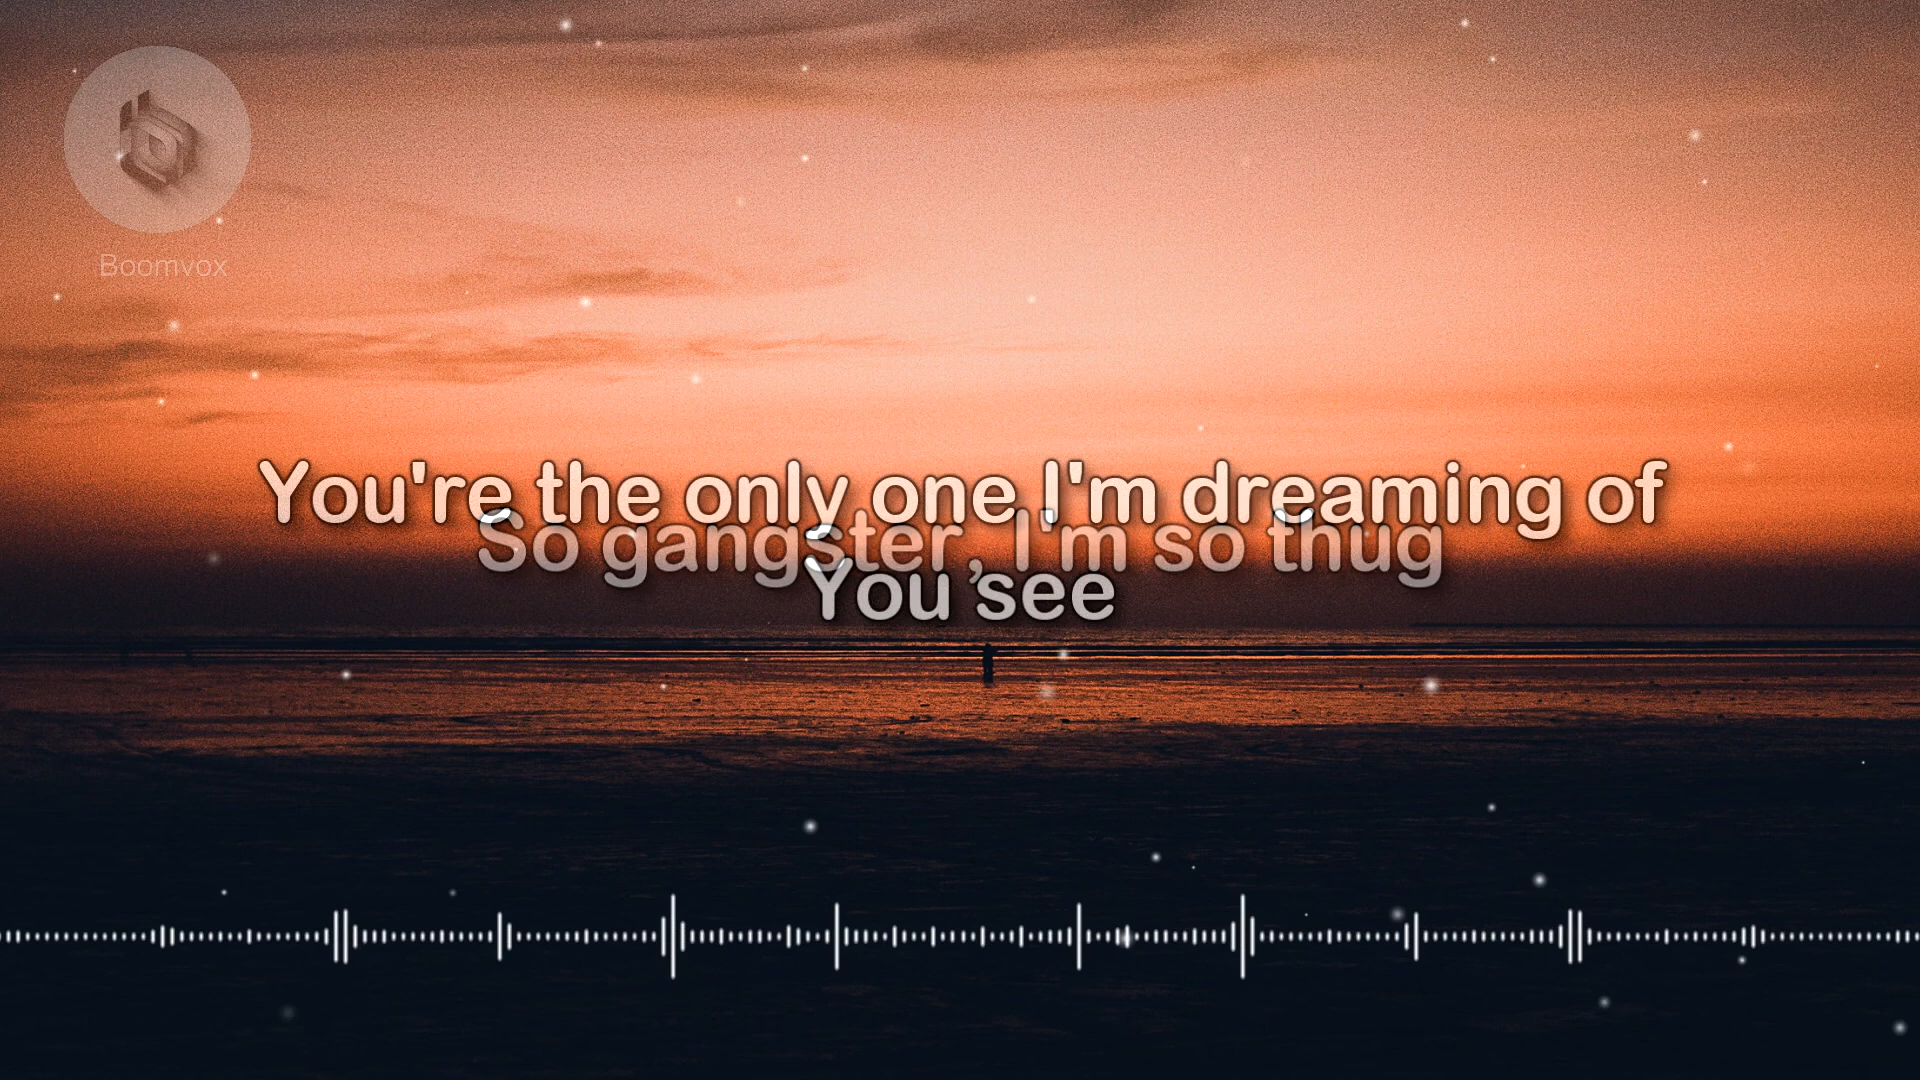 Boomvox
You're the only one I'm dreaming of
So gangster, I'm so thug
You see